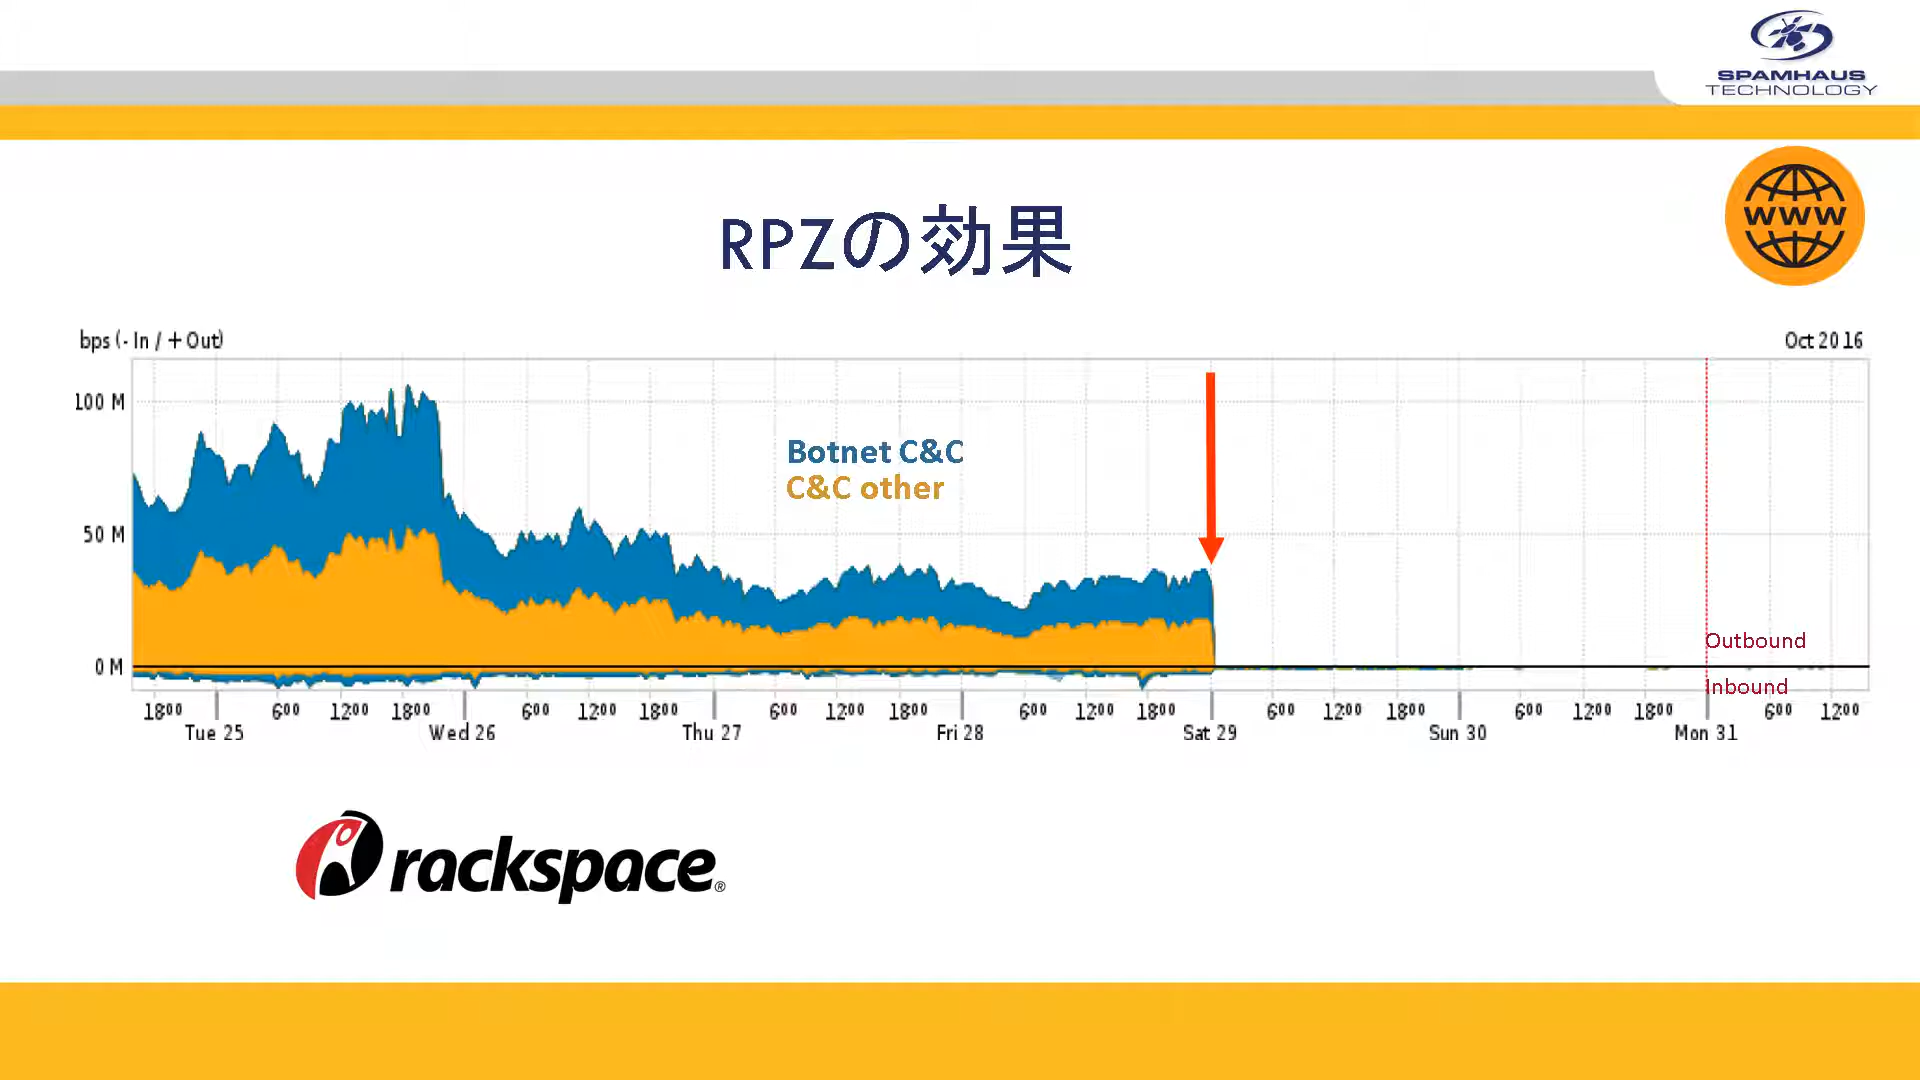 SPAMHAUS
TECHNOLOGY
WWW
RPZの効果
bps (- In / + Out)
Oct 2016
100 M
50 M
0 M
Botnet C&C
C&C other
Outbound
Inbound
18⁰⁰ 6⁰⁰ 12⁰⁰ 18⁰⁰ 6⁰⁰ 12⁰⁰ 18⁰⁰ 6⁰⁰ 12⁰⁰ 18⁰⁰ 6⁰⁰ 12⁰⁰ 18⁰⁰ 6⁰⁰ 12⁰⁰ 18⁰⁰ 6⁰⁰ 12⁰⁰ 18⁰⁰ 6⁰⁰ 12⁰⁰
Tue 25 Wed 26 Thu 27 Fri 28 Sat 29 Sun 30 Mon 31
rackspace®